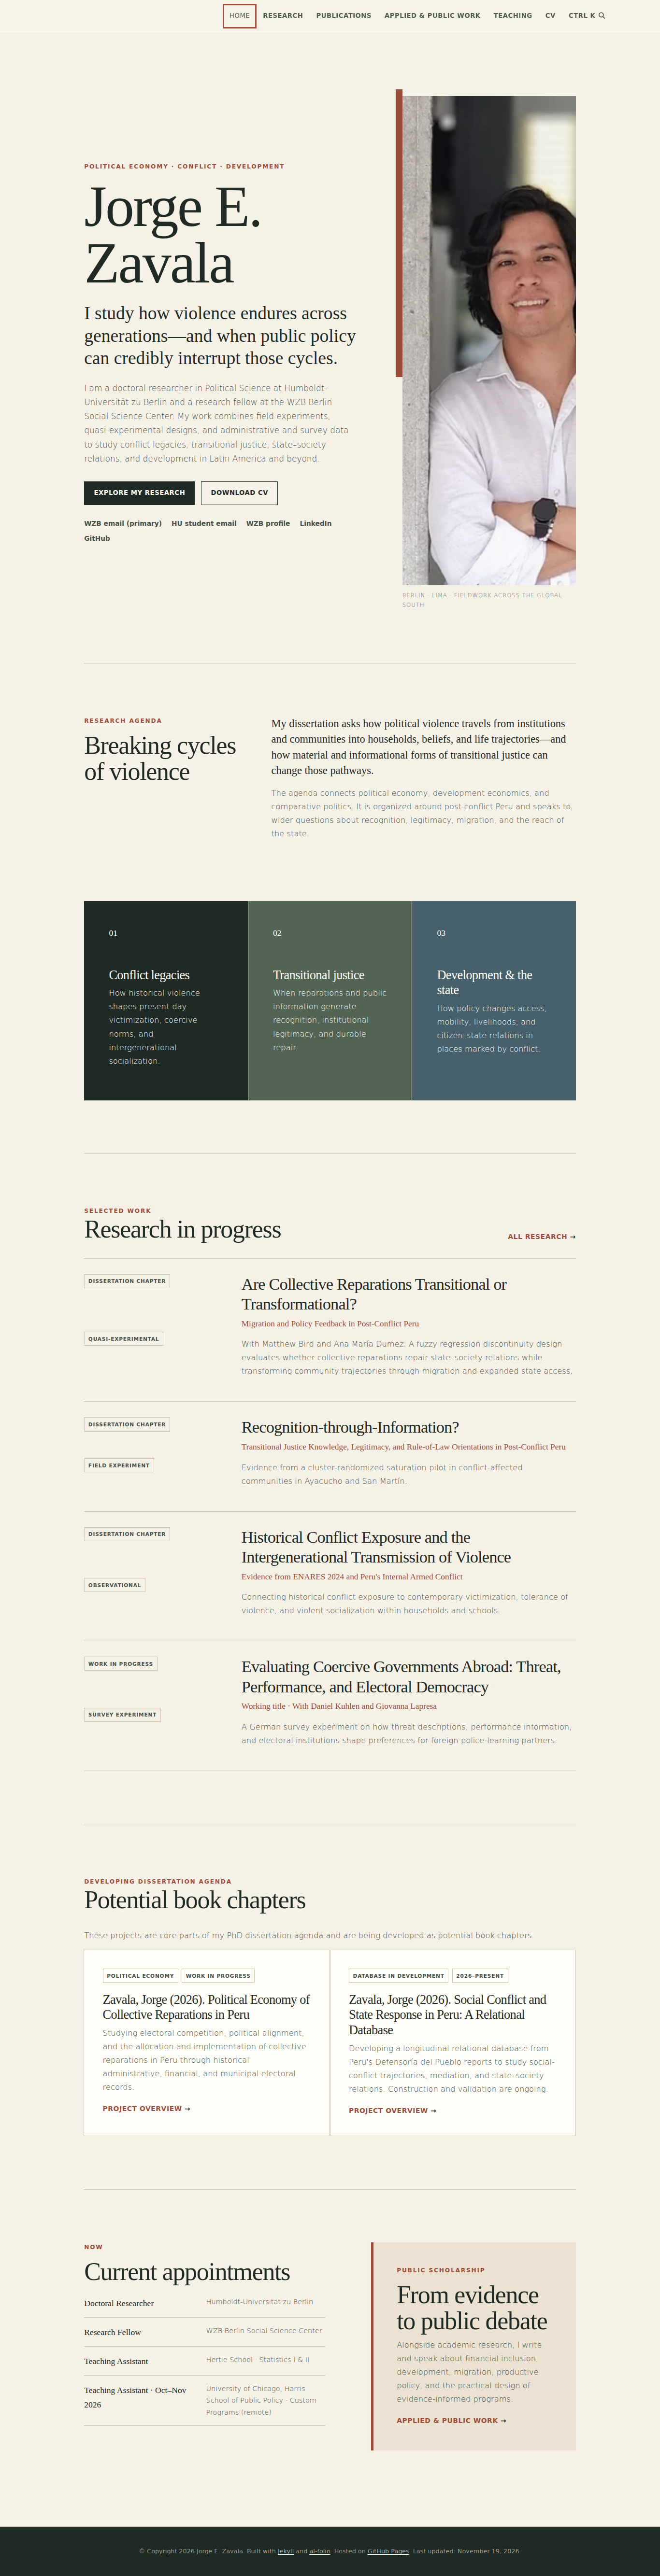 HOME RESEARCH PUBLICATIONS APPLIED & PUBLIC WORK TEACHING CV CTRL K
POLITICAL ECONOMY · CONFLICT · DEVELOPMENT
Jorge E.
Zavala
I study how violence endures across
generations—and when public policy
can credibly interrupt those cycles.
I am a doctoral researcher in Political Science at Humboldt-
Universität zu Berlin and a research fellow at the WZB Berlin
Social Science Center. My work combines field experiments,
quasi-experimental designs, and administrative and survey data
to study conflict legacies, transitional justice, state–society
relations, and development in Latin America and beyond.
EXPLORE MY RESEARCH DOWNLOAD CV
WZB email (primary) HU student email WZB profile LinkedIn
GitHub
BERLIN · LIMA · FIELDWORK ACROSS THE GLOBAL
SOUTH
RESEARCH AGENDA
Breaking cycles
of violence
My dissertation asks how political violence travels from institutions
and communities into households, beliefs, and life trajectories—and
how material and informational forms of transitional justice can
change those pathways.
The agenda connects political economy, development economics, and
comparative politics. It is organized around post-conflict Peru and speaks to
wider questions about recognition, legitimacy, migration, and the reach of
the state.
01
Conflict legacies
How historical violence
shapes present-day
victimization, coercive
norms, and
intergenerational
socialization.
02
Transitional justice
When reparations and public
information generate
recognition, institutional
legitimacy, and durable
repair.
03
Development & the
state
How policy changes access,
mobility, livelihoods, and
citizen–state relations in
places marked by conflict.
SELECTED WORK
Research in progress
ALL RESEARCH →
DISSERTATION CHAPTER
QUASI-EXPERIMENTAL
Are Collective Reparations Transitional or
Transformational?
Migration and Policy Feedback in Post-Conflict Peru
With Matthew Bird and Ana María Dumez. A fuzzy regression discontinuity design
evaluates whether collective reparations repair state–society relations while
transforming community trajectories through migration and expanded state access.
DISSERTATION CHAPTER
FIELD EXPERIMENT
Recognition-through-Information?
Transitional Justice Knowledge, Legitimacy, and Rule-of-Law Orientations in Post-Conflict Peru
Evidence from a cluster-randomized saturation pilot in conflict-affected
communities in Ayacucho and San Martín.
DISSERTATION CHAPTER
OBSERVATIONAL
Historical Conflict Exposure and the
Intergenerational Transmission of Violence
Evidence from ENARES 2024 and Peru's Internal Armed Conflict
Connecting historical conflict exposure to contemporary victimization, tolerance of
violence, and violent socialization within households and schools.
WORK IN PROGRESS
SURVEY EXPERIMENT
Evaluating Coercive Governments Abroad: Threat,
Performance, and Electoral Democracy
Working title · With Daniel Kuhlen and Giovanna Lapresa
A German survey experiment on how threat descriptions, performance information,
and electoral institutions shape preferences for foreign police-learning partners.
DEVELOPING DISSERTATION AGENDA
Potential book chapters
These projects are core parts of my PhD dissertation agenda and are being developed as potential book chapters.
POLITICAL ECONOMY WORK IN PROGRESS
Zavala, Jorge (2026). Political Economy of
Collective Reparations in Peru
Studying electoral competition, political alignment,
and the allocation and implementation of collective
reparations in Peru through historical
administrative, financial, and municipal electoral
records.
PROJECT OVERVIEW →
DATABASE IN DEVELOPMENT 2026–PRESENT
Zavala, Jorge (2026). Social Conflict and
State Response in Peru: A Relational
Database
Developing a longitudinal relational database from
Peru's Defensoría del Pueblo reports to study social-
conflict trajectories, mediation, and state–society
relations. Construction and validation are ongoing.
PROJECT OVERVIEW →
NOW
Current appointments
Doctoral Researcher Humboldt-Universität zu Berlin
Research Fellow WZB Berlin Social Science Center
Teaching Assistant Hertie School · Statistics I & II
Teaching Assistant · Oct–Nov
2026
University of Chicago, Harris
School of Public Policy · Custom
Programs (remote)
PUBLIC SCHOLARSHIP
From evidence
to public debate
Alongside academic research, I write
and speak about financial inclusion,
development, migration, productive
policy, and the practical design of
evidence-informed programs.
APPLIED & PUBLIC WORK →
© Copyright 2026 Jorge E. Zavala. Built with Jekyll and al-folio. Hosted on GitHub Pages. Last updated: November 19, 2026.